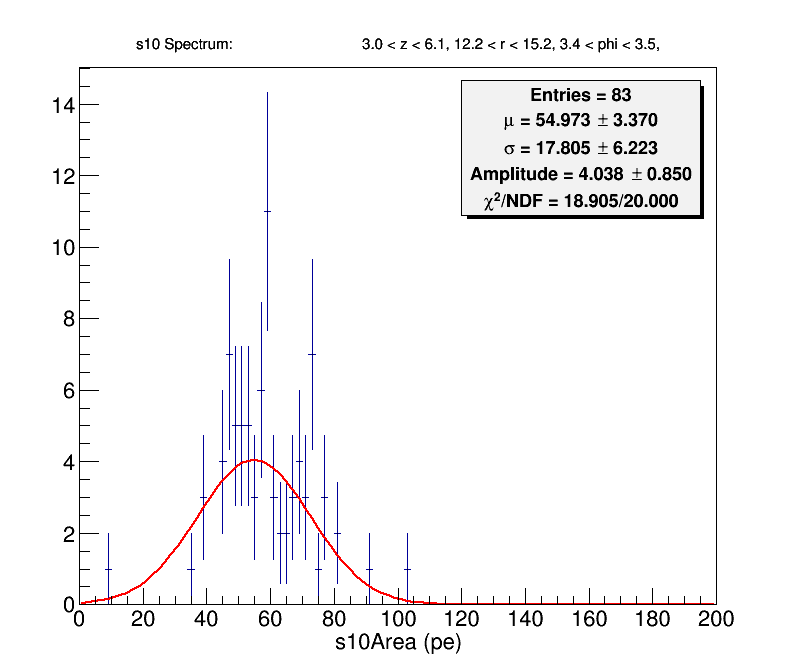 s10 Spectrum: 3.0 < z < 6.1, 12.2 < r < 15.2, 3.4 < phi < 3.5,
Entries = 83
μ = 54.973 ± 3.370
σ = 17.805 ± 6.223
Amplitude = 4.038 ± 0.850
χ²/NDF = 18.905/20.000
14
12
10
8
6
4
2
0
0 20 40 60 80 100 120 140 160 180 200
s10Area (pe)